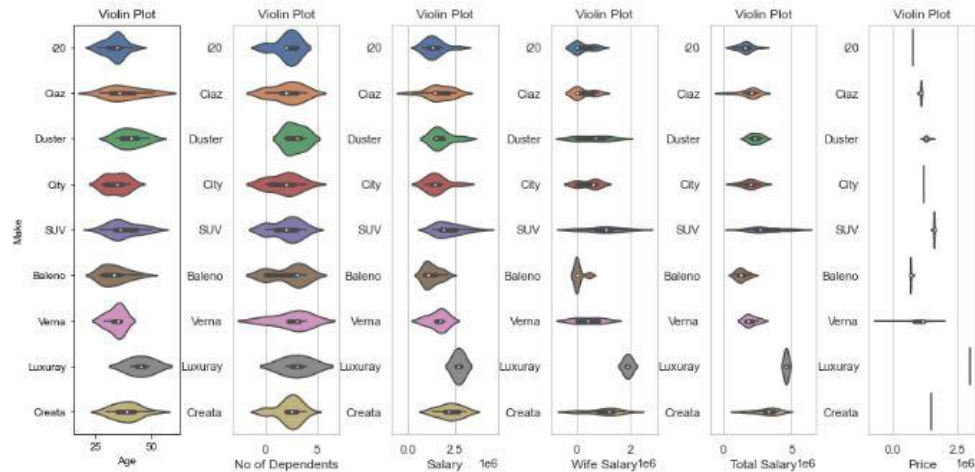 Violin Plot Violin Plot Violin Plot Violin Plot Violin Plot Violin Plot
i20 i20 i20 i20 i20 i20
Ciaz Ciaz Ciaz Ciaz Ciaz Ciaz
Duster Duster Duster Duster Duster Duster
City City City City City City
Make
SUV SUV SUV SUV SUV SUV
Baleno Baleno Baleno Baleno Baleno Baleno
Verna Verna Verna Verna Verna Verna
Luxuray Luxuray Luxuray Luxuray Luxuray Luxuray
Creata Creata Creata Creata Creata Creata
25 50 0 5 0.0 2.5 0 2 0 5 0.0 2.5
Age No of Dependents Salary 1e6 Wife Salary 1e6 Total Salary 1e6 Price 1e6